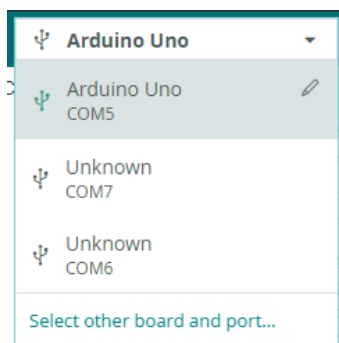 Arduino Uno
Arduino Uno
COM5
Unknown
COM7
Unknown
COM6
Select other board and port...